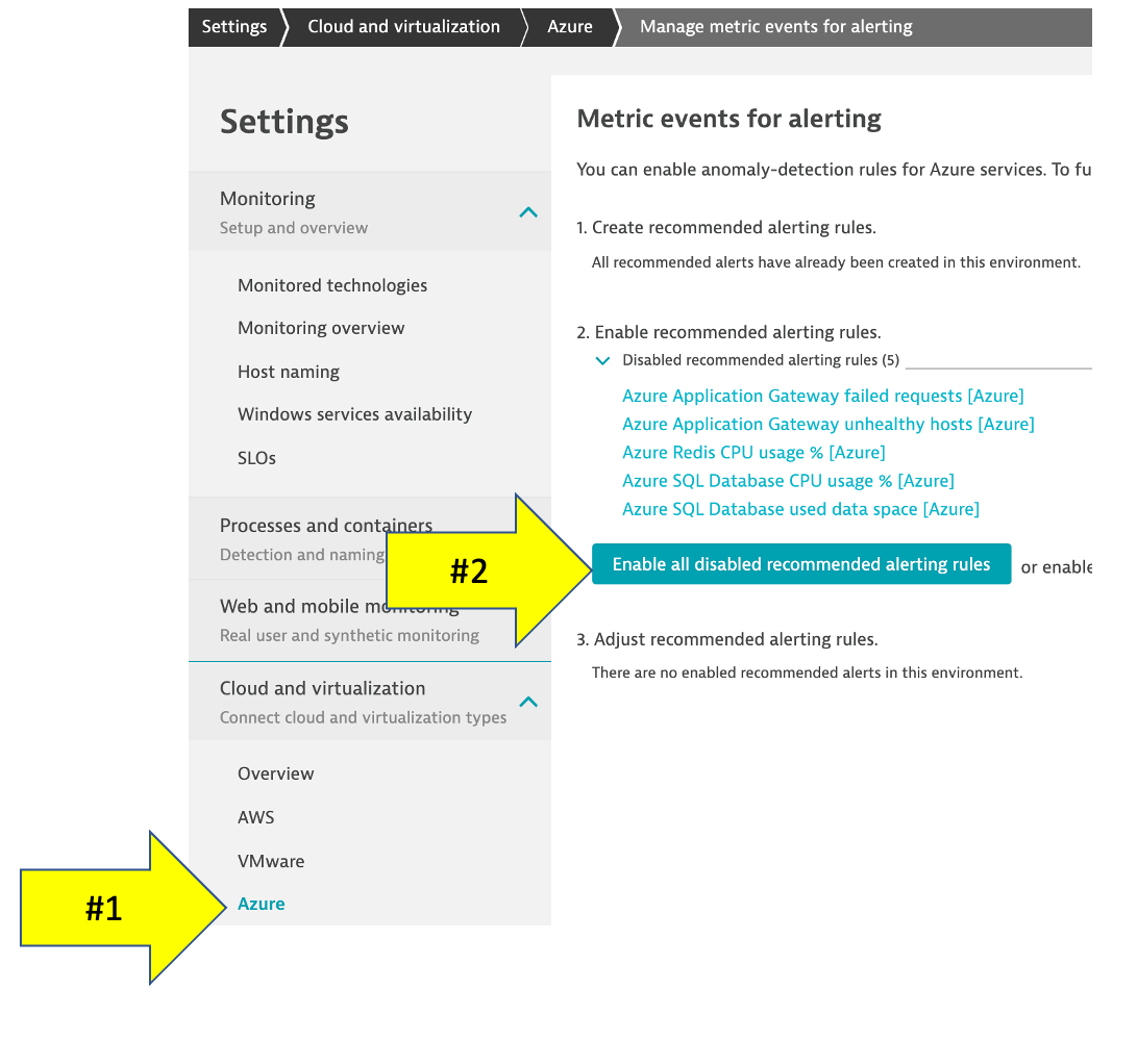 Settings
Cloud and virtualization
Azure
Manage metric events for alerting
Settings
Monitoring
Setup and overview
Monitored technologies
Monitoring overview
Host naming
Windows services availability
SLOs
Processes and containers
Detection and naming
Web and mobile monitoring
Real user and synthetic monitoring
Cloud and virtualization
Connect cloud and virtualization types
Overview
AWS
VMware
Azure
#1
#2
Metric events for alerting
You can enable anomaly-detection rules for Azure services. To fu
1. Create recommended alerting rules.
All recommended alerts have already been created in this environment.
2. Enable recommended alerting rules.
Disabled recommended alerting rules (5)
Azure Application Gateway failed requests [Azure]
Azure Application Gateway unhealthy hosts [Azure]
Azure Redis CPU usage % [Azure]
Azure SQL Database CPU usage % [Azure]
Azure SQL Database used data space [Azure]
Enable all disabled recommended alerting rules or enable
3. Adjust recommended alerting rules.
There are no enabled recommended alerts in this environment.